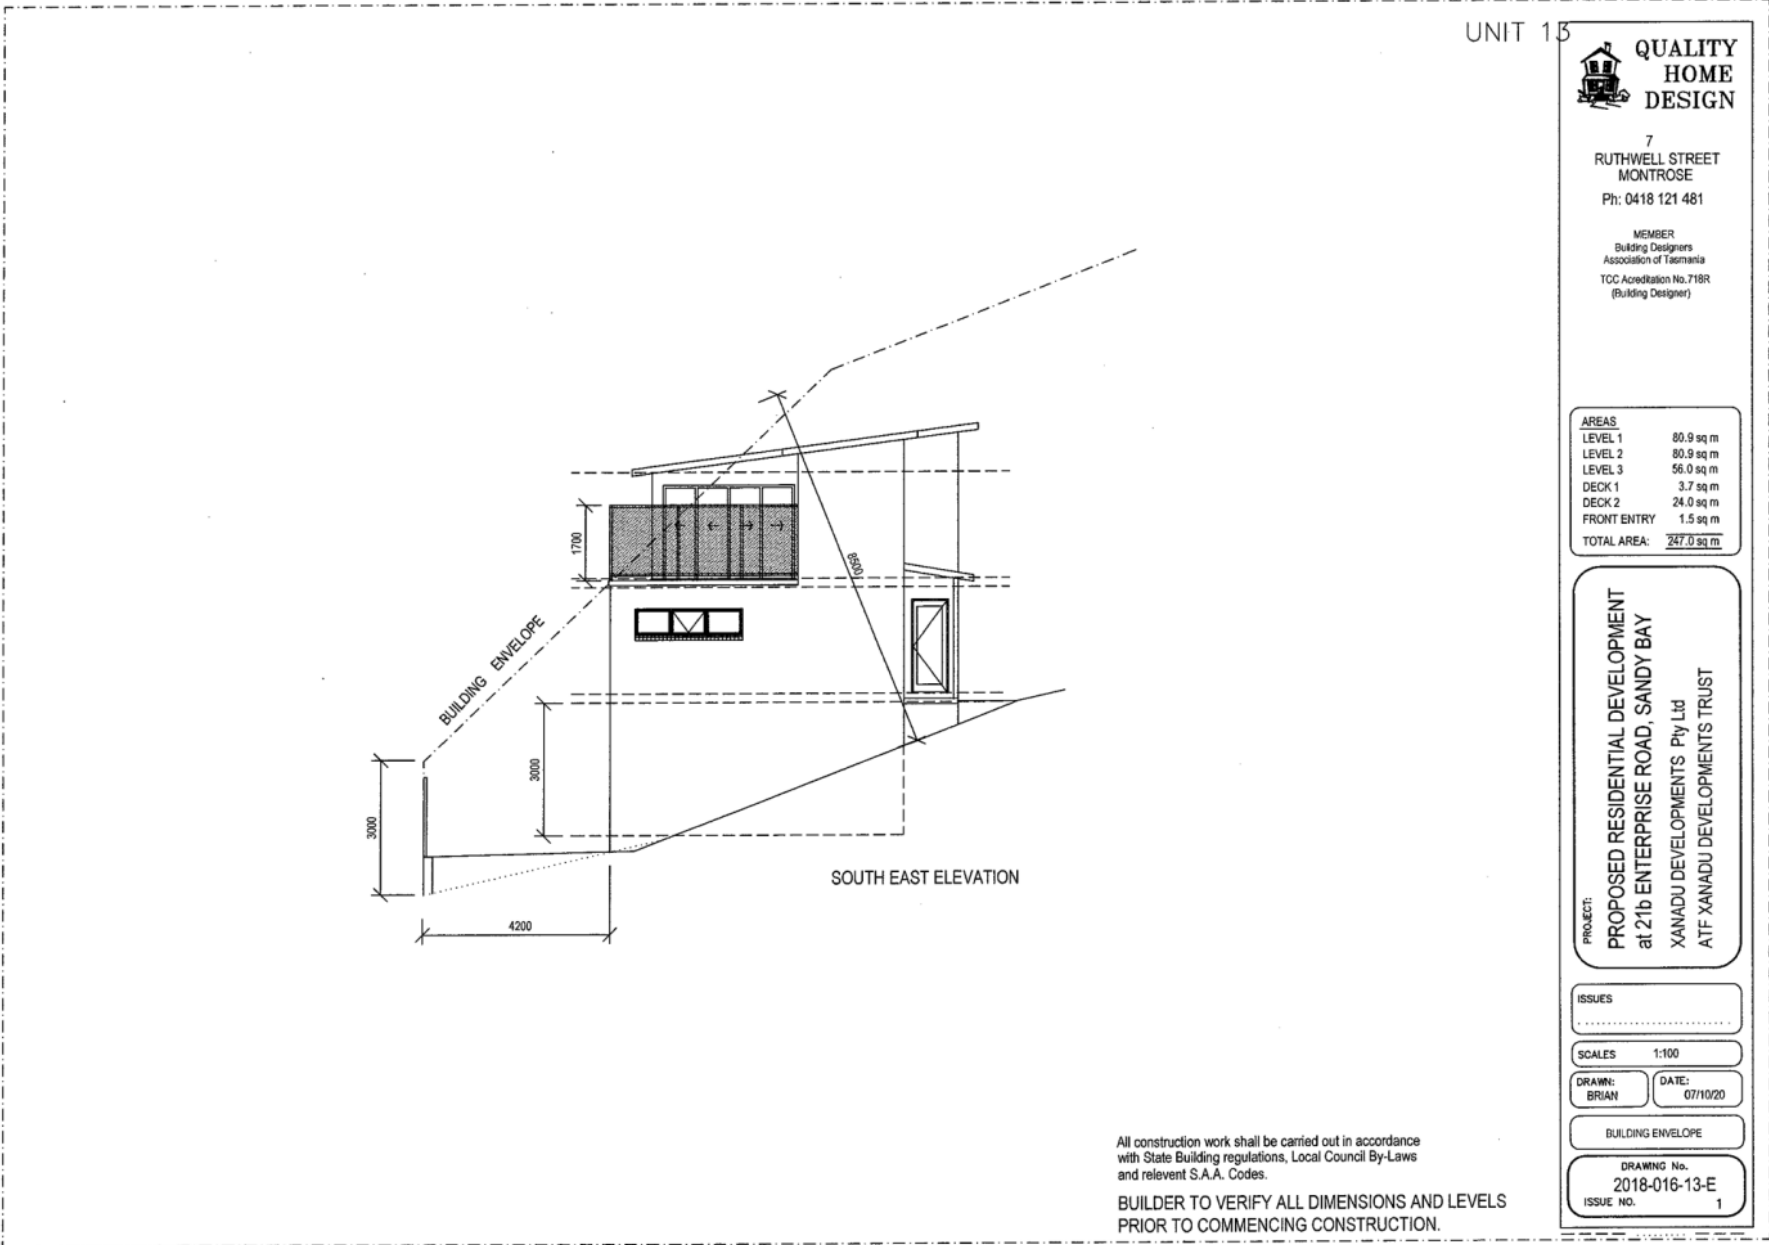 UNIT 13
QUALITY
HOME
DESIGN
7
RUTHWELL STREET
MONTROSE
Ph: 0418 121 481
MEMBER
Building Designers
Association of Tasmania
TCC Acreditation No.718R
(Building Designer)
AREAS
LEVEL 1 80.9 sq m
LEVEL 2 80.9 sq m
LEVEL 3 56.0 sq m
DECK 1 3.7 sq m
DECK 2 24.0 sq m
FRONT ENTRY 1.5 sq m
TOTAL AREA: 247.0 sq m
PROJECT:
PROPOSED RESIDENTIAL DEVELOPMENT
at 21b ENTERPRISE ROAD, SANDY BAY
XANADU DEVELOPMENTS Pty Ltd
ATF XANADU DEVELOPMENTS TRUST
ISSUES
SCALES 1:100
DRAWN:
BRIAN
DATE:
07/10/20
BUILDING ENVELOPE
DRAWING No.
2018-016-13-E
ISSUE NO. 1
1700
8500
BUILDING ENVELOPE
3000
3000
4200
SOUTH EAST ELEVATION
All construction work shall be carried out in accordance
with State Building regulations, Local Council By-Laws
and relevent S.A.A. Codes.
BUILDER TO VERIFY ALL DIMENSIONS AND LEVELS
PRIOR TO COMMENCING CONSTRUCTION.